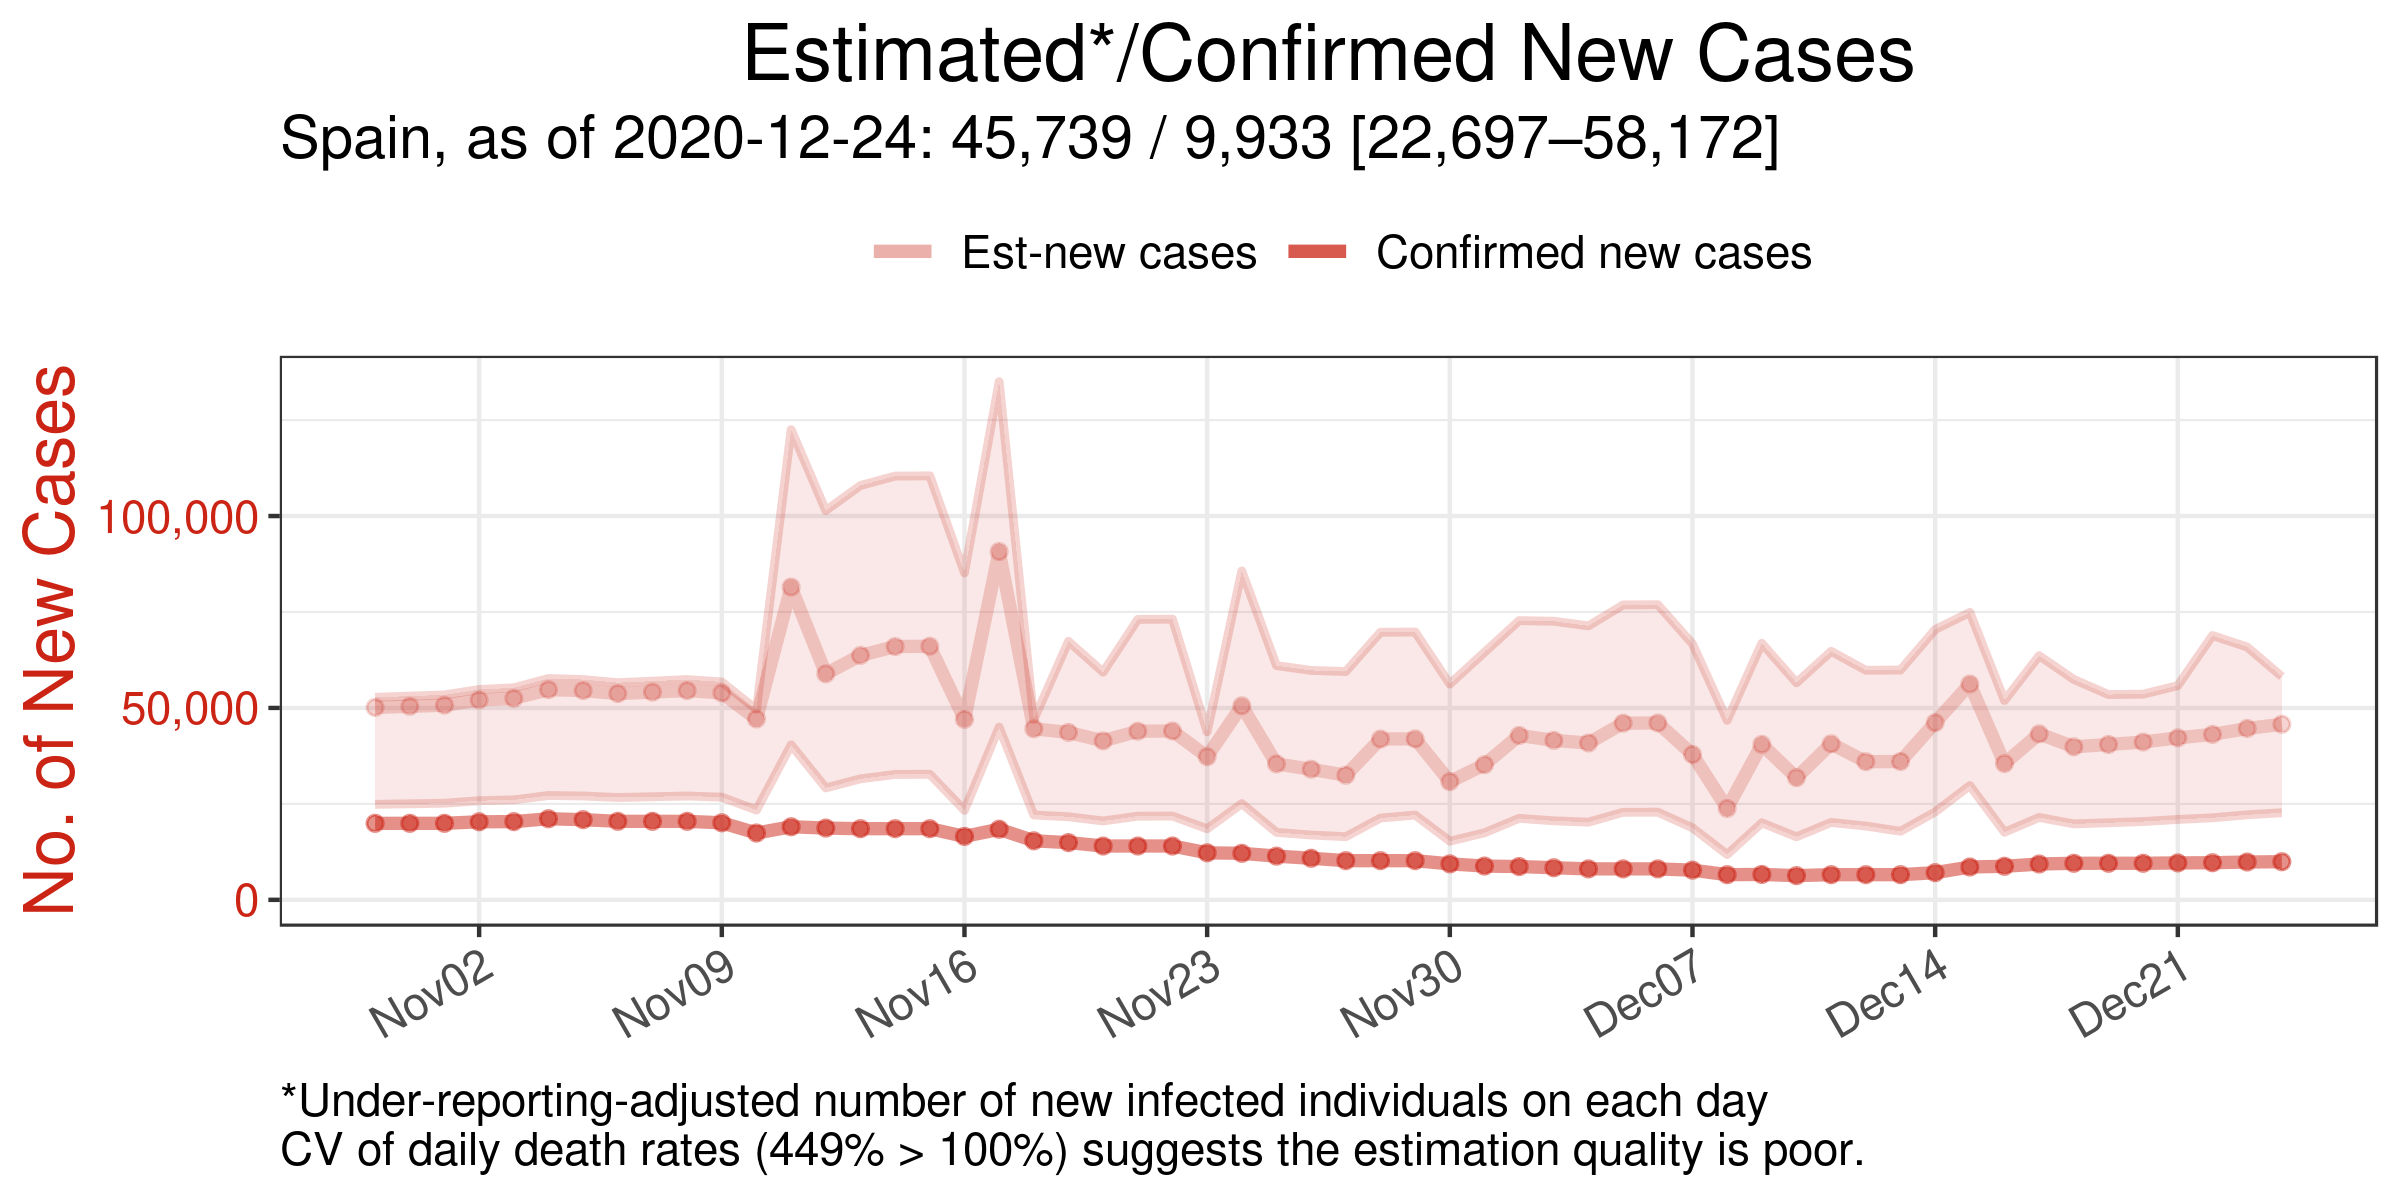 Estimated*/Confirmed New Cases
Spain, as of 2020-12-24: 45,739 / 9,933 [22,697–58,172]
Est-new cases
Confirmed new cases
No. of New Cases
100,000
50,000
0
Nov02
Nov09
Nov16
Nov23
Nov30
Dec07
Dec14
Dec21
*Under-reporting-adjusted number of new infected individuals on each day
CV of daily death rates (449% > 100%) suggests the estimation quality is poor.